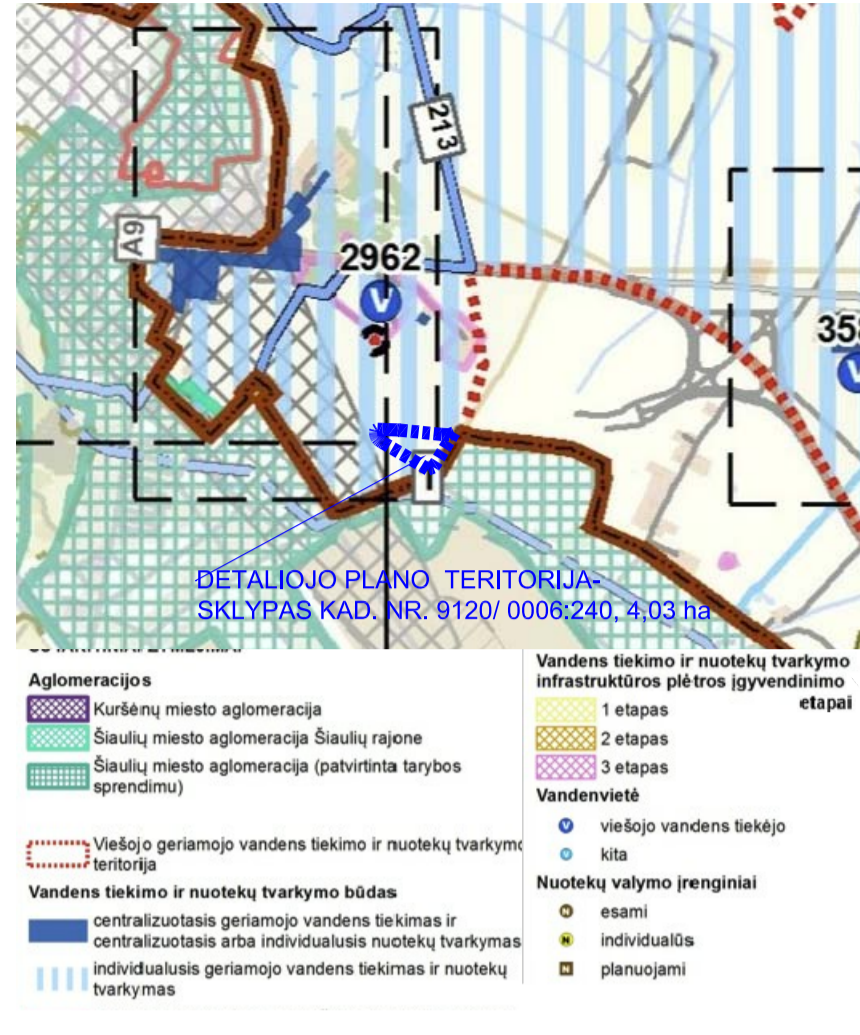 213
A9
2962
35
DETALIOJO PLANO TERITORIJA-
SKLYPAS KAD. NR. 9120/ 0006:240, 4,03 ha
Aglomeracijos
Kuršėnų miesto aglomeracija
Šiaulių miesto aglomeracija Šiaulių rajone
Šiaulių miesto aglomeracija (patvirtinta tarybos
sprendimu)
Viešojo geriamojo vandens tiekimo ir nuotekų tvarkymo
teritorija
Vandens tiekimo ir nuotekų tvarkymo būdas
centralizuotasis geriamojo vandens tiekimas ir
centralizuotasis arba individualusis nuotekų tvarkymas
individualusis geriamojo vandens tiekimas ir nuotekų
tvarkymas
Vandens tiekimo ir nuotekų tvarkymo
infrastruktūros plėtros įgyvendinimo
etapai
1 etapas
2 etapas
3 etapas
Vandenvietė
V viešojo vandens tiekėjo
V kita
Nuotekų valymo įrenginiai
N esami
N individualūs
N planuojami